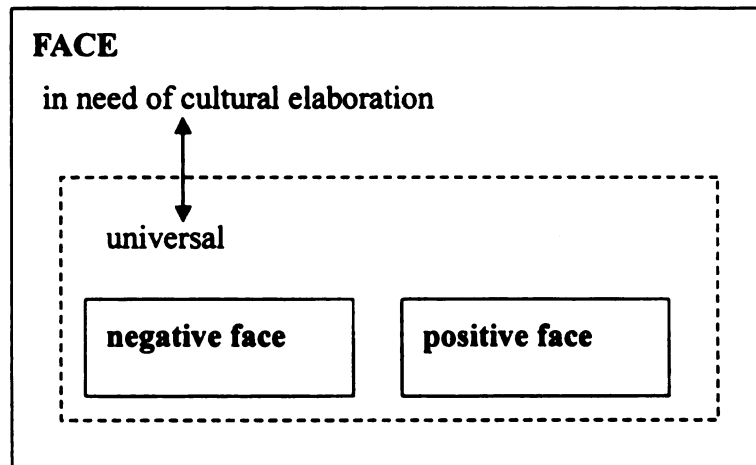 FACE
in need of cultural elaboration
universal
negative face
positive face